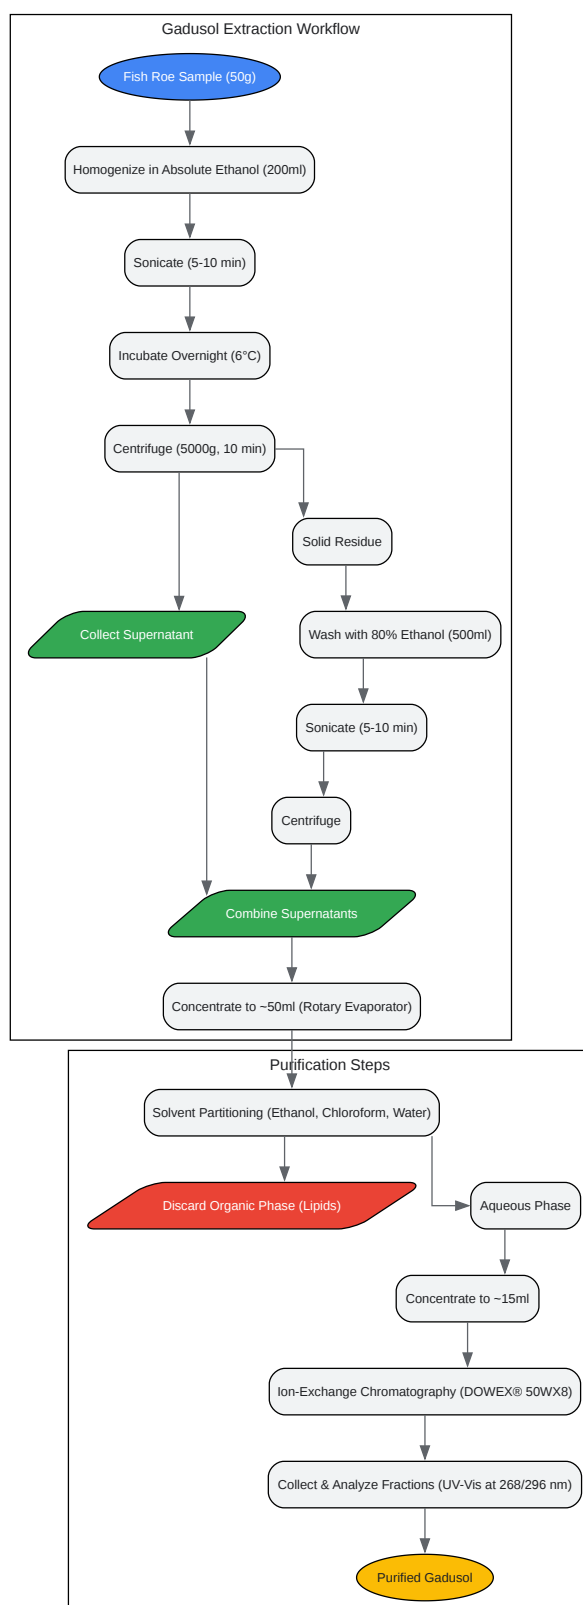 Gadusol Extraction Workflow
Fish Roe Sample (50g)
Homogenize in Absolute Ethanol (200ml)
Sonicate (5-10 min)
Incubate Overnight (6°C)
Centrifuge (5000g, 10 min)
Solid Residue
Collect Supernatant
Wash with 80% Ethanol (500ml)
Sonicate (5-10 min)
Centrifuge
Combine Supernatants
Concentrate to ~50ml (Rotary Evaporator)
Purification Steps
Solvent Partitioning (Ethanol, Chloroform, Water)
Discard Organic Phase (Lipids)
Aqueous Phase
Concentrate to ~15ml
Ion-Exchange Chromatography (DOWEX® 50WX8)
Collect & Analyze Fractions (UV-Vis at 268/296 nm)
Purified Gadusol